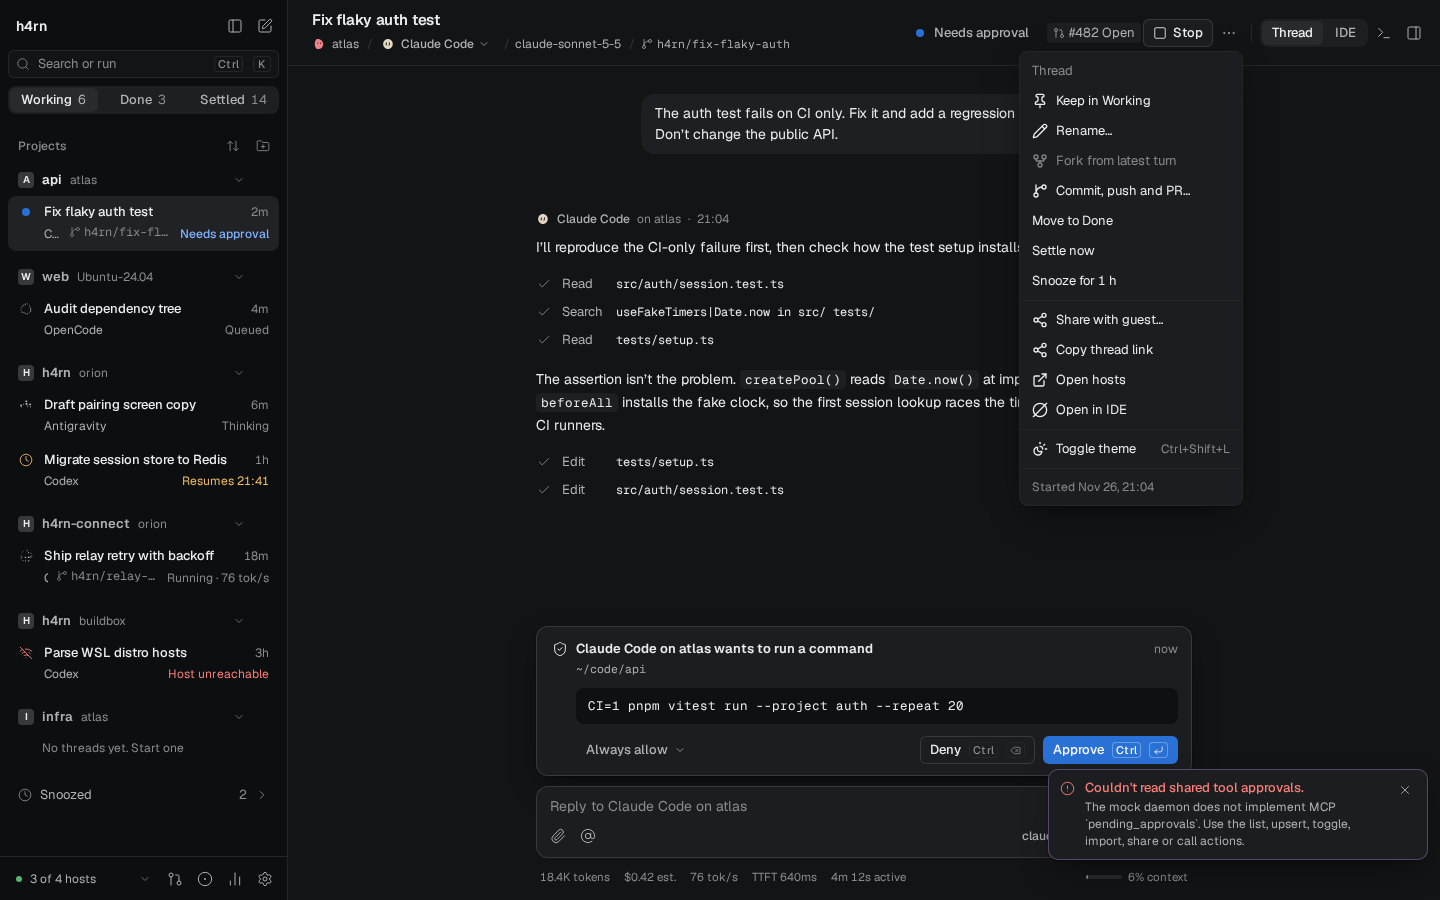 h4rn
Search or run Ctrl K
Working 6 Done 3 Settled 14
Projects
A api atlas
Fix flaky auth test 2m
C... h4rn/fix-fl... Needs approval
W web Ubuntu-24.04
Audit dependency tree 4m
OpenCode Queued
H h4rn orion
Draft pairing screen copy 6m
Antigravity Thinking
Migrate session store to Redis 1h
Codex Resumes 21:41
H h4rn-connect orion
Ship relay retry with backoff 18m
h4rn/relay-... Running · 76 tok/s
H h4rn buildbox
Parse WSL distro hosts 3h
Codex Host unreachable
I infra atlas
No threads yet. Start one
Snoozed 2
3 of 4 hosts
Fix flaky auth test
atlas / Claude Code / claude-sonnet-5-5 / h4rn/fix-flaky-auth
Needs approval #482 Open Stop ... Thread IDE
The auth test fails on CI only. Fix it and add a regression
Don't change the public API.
Claude Code on atlas · 21:04
I'll reproduce the CI-only failure first, then check how the test setup installs
Read src/auth/session.test.ts
Search useFakeTimers|Date.now in src/ tests/
Read tests/setup.ts
The assertion isn't the problem. createPool() reads Date.now() at
beforeAll installs the fake clock, so the first session lookup races the
CI runners.
Edit tests/setup.ts
Edit src/auth/session.test.ts
Thread
Keep in Working
Rename...
Fork from latest turn
Commit, push and PR...
Move to Done
Settle now
Snooze for 1 h
Share with guest...
Copy thread link
Open hosts
Open in IDE
Toggle theme Ctrl+Shift+L
Started Nov 26, 21:04
Claude Code on atlas wants to run a command now
~/code/api
CI=1 pnpm vitest run --project auth --repeat 20
Always allow Deny Ctrl Approve Ctrl
Reply to Claude Code on atlas
Couldn't read shared tool approvals.
The mock daemon does not implement MCP
`pending_approvals`. Use the list, upsert, toggle,
import, share or call actions.
18.4K tokens $0.42 est. 76 tok/s TTFT 640ms 4m 12s active 6% context